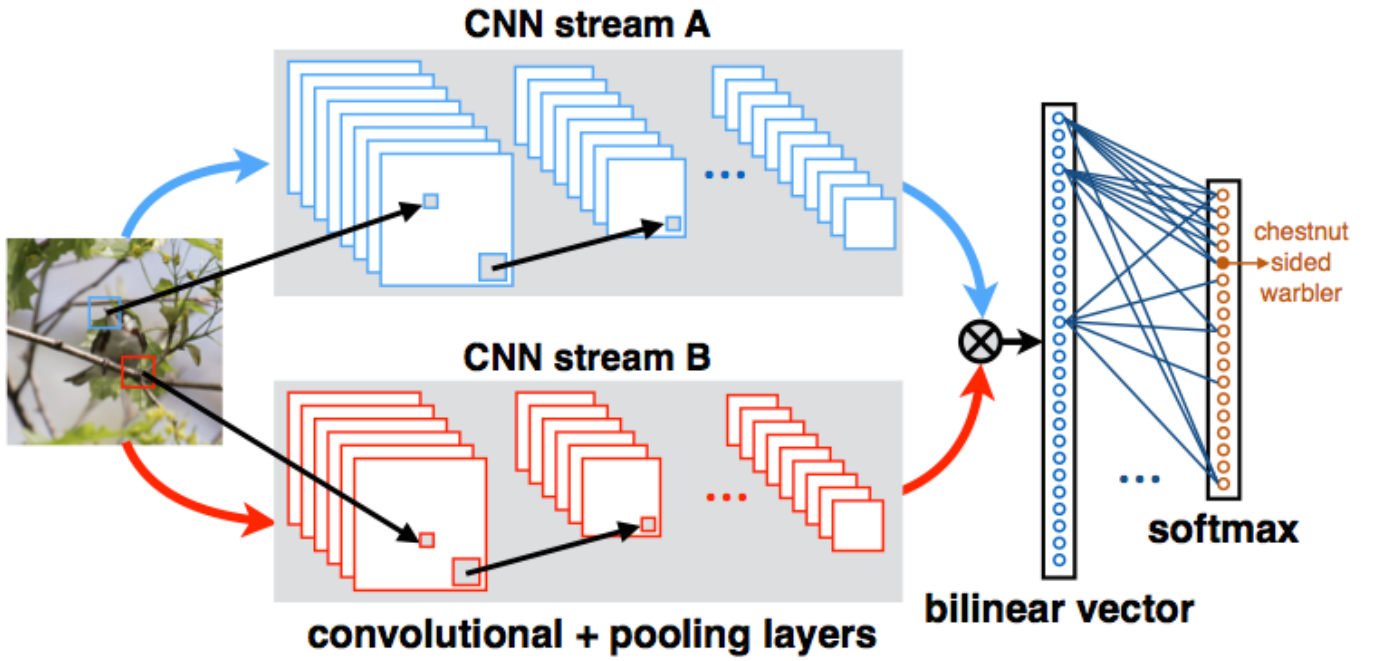 CNN stream A
chestnut
sided
warbler
CNN stream B
softmax
bilinear vector
convolutional + pooling layers